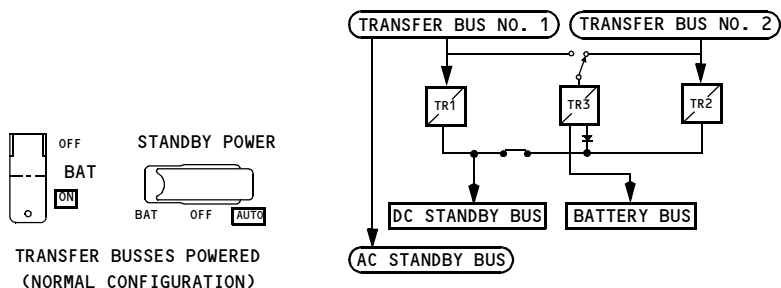 TRANSFER BUS NO. 1
TRANSFER BUS NO. 2
TR1
TR3
TR2
OFF
BAT
ON
STANDBY POWER
BAT OFF AUTO
DC STANDBY BUS
BATTERY BUS
AC STANDBY BUS
TRANSFER BUSSES POWERED
(NORMAL CONFIGURATION)